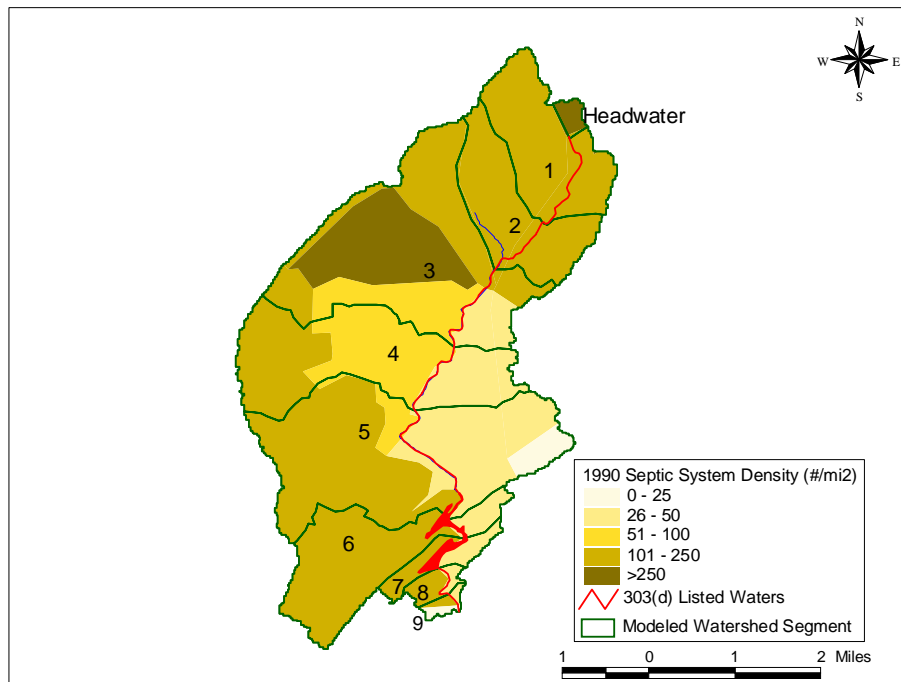 N
W E
S
Headwater
1
2
3
4
5
6
7
8
9
1990 Septic System Density (#/mi2)
0 - 25
26 - 50
51 - 100
101 - 250
>250
303(d) Listed Waters
Modeled Watershed Segment
1 0 1 2 Miles